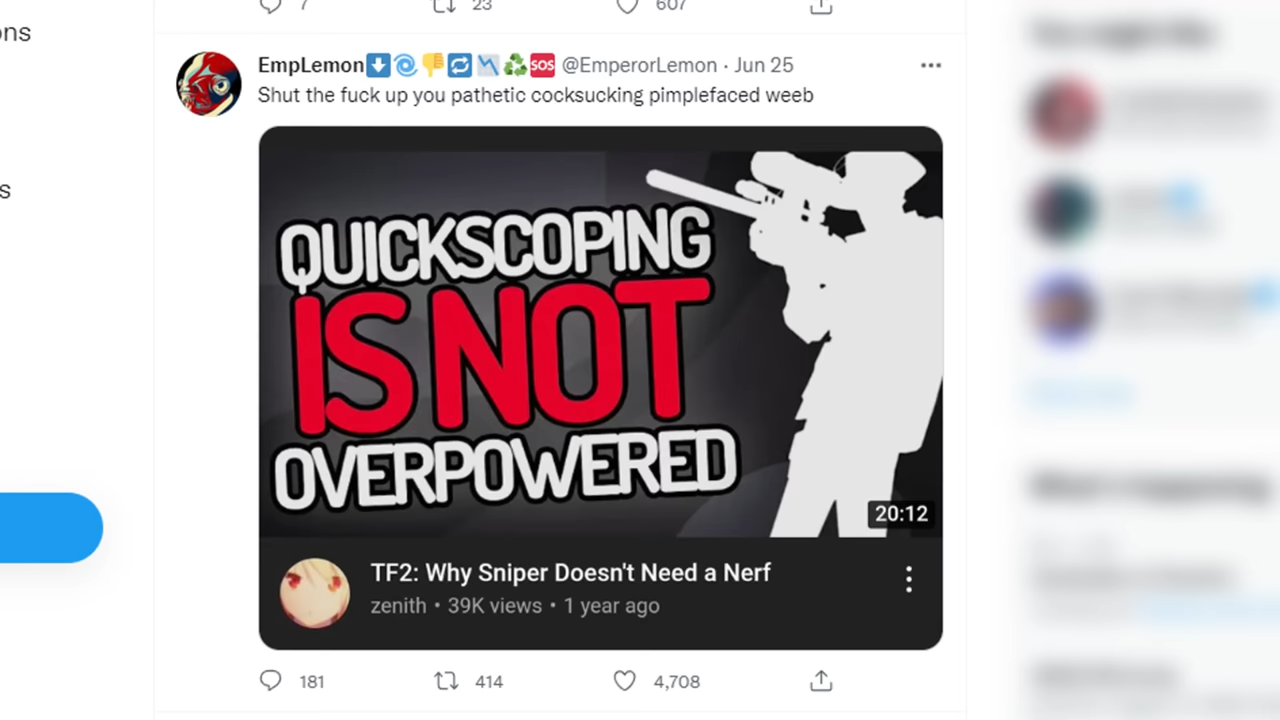 7 23 607
ons
EmpLemon⬇️🌀👎🔁📉♻️🆘 @EmperorLemon · Jun 25
Shut the fuck up you pathetic cocksucking pimplefaced weeb
s
QUICKSCOPING
IS NOT
OVERPOWERED
20:12
TF2: Why Sniper Doesn't Need a Nerf
zenith • 39K views • 1 year ago
181 414 4,708